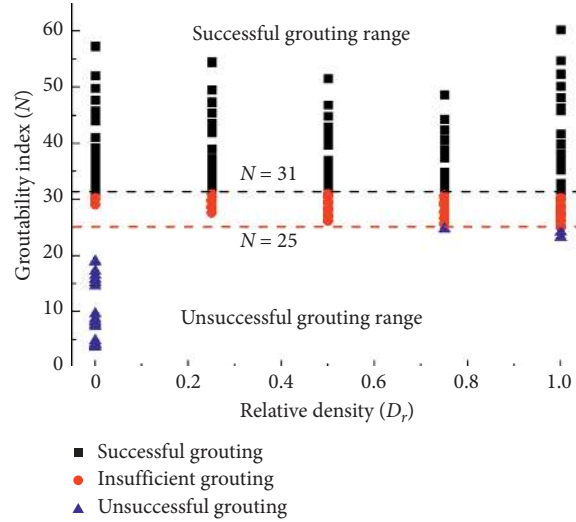 60
Successful grouting range
50
40
N = 31
30
N = 25
20
10
Unsuccessful grouting range
0
0 0.2 0.4 0.6 0.8 1.0
Groutability index (N)
Relative density (Dr)
Successful grouting
Insufficient grouting
Unsuccessful grouting